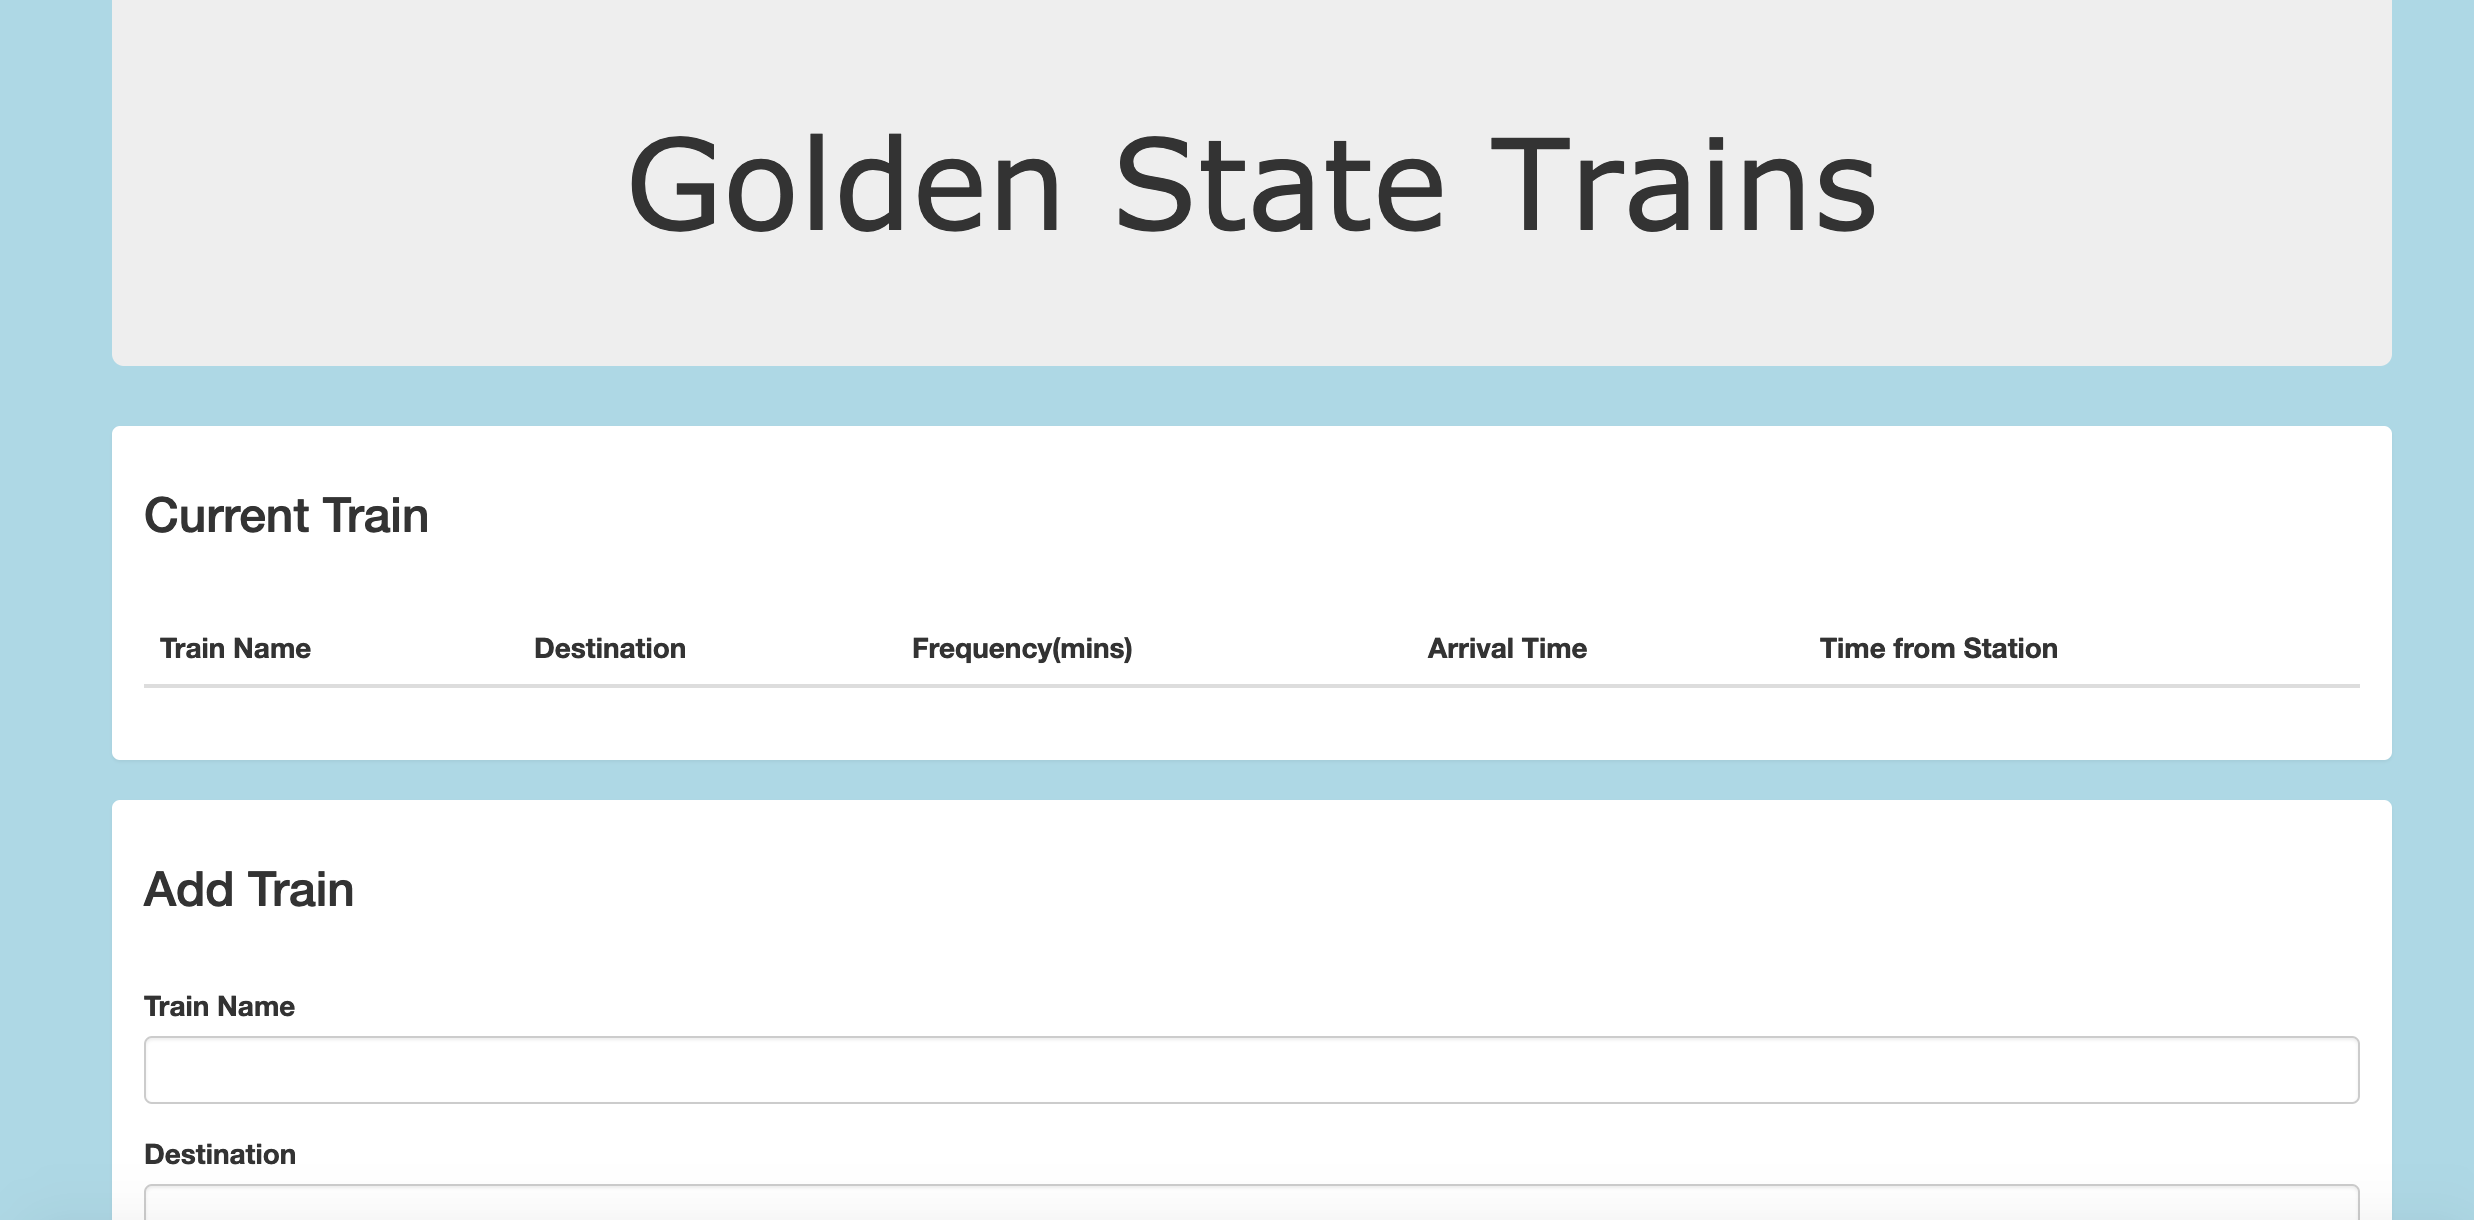 Golden State Trains
Current Train
Train Name Destination Frequency(mins) Arrival Time Time from Station
Add Train
Train Name
Destination